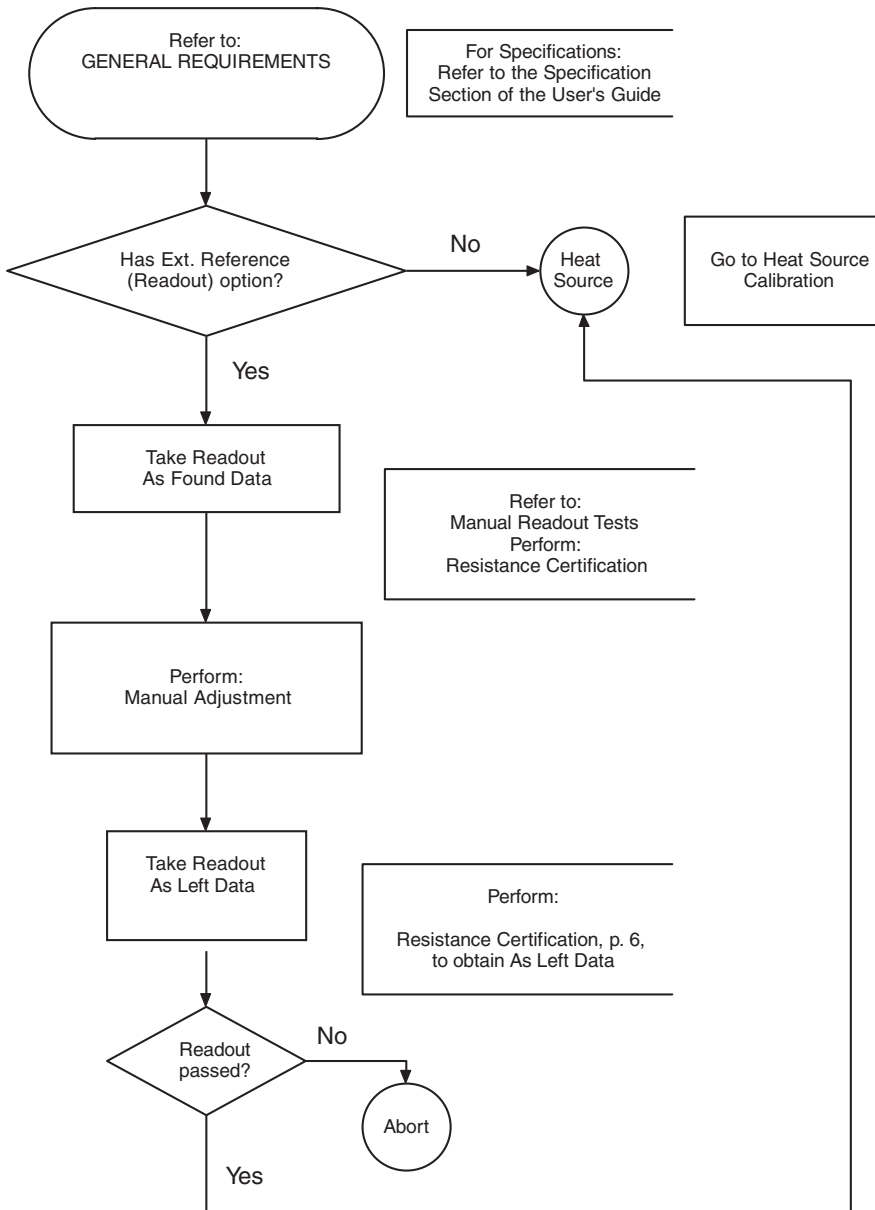 Refer to:
GENERAL REQUIREMENTS
For Specifications:
Refer to the Specification
Section of the User's Guide
Has Ext. Reference
(Readout) option?
No
Heat
Source
Go to Heat Source
Calibration
Yes
Take Readout
As Found Data
Refer to:
Manual Readout Tests
Perform:
Resistance Certification
Perform:
Manual Adjustment
Take Readout
As Left Data
Perform:
Resistance Certification, p. 6,
to obtain As Left Data
Readout
passed?
No
Abort
Yes